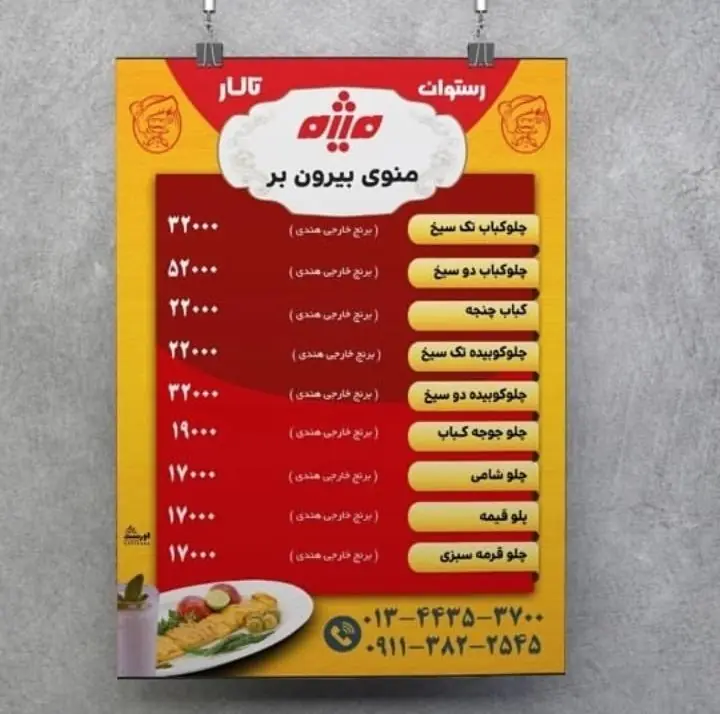 رستوان تالار
مژده
منوی بیرون بر
چلوکباب تک سیخ ( برنج خارجی هندی ) ۳۲۰۰۰
چلوکباب دو سیخ ( برنج خارجی هندی ) ۵۲۰۰۰
کباب چنجه ( برنج خارجی هندی ) ۲۲۰۰۰
چلوکوبیده تک سیخ ( برنج خارجی هندی ) ۲۲۰۰۰
چلوکوبیده دو سیخ ( برنج خارجی هندی ) ۳۲۰۰۰
چلو جوجه کباب ( برنج خارجی هندی ) ۱۹۰۰۰
چلو شامی ( برنج خارجی هندی ) ۱۷۰۰۰
پلو قیمه ( برنج خارجی هندی ) ۱۷۰۰۰
چلو قرمه سبزی ( برنج خارجی هندی ) ۱۷۰۰۰
۰۱۳-۴۴۳۵-۳۷۰۰
۰۹۱۱-۳۸۲-۲۵۴۵